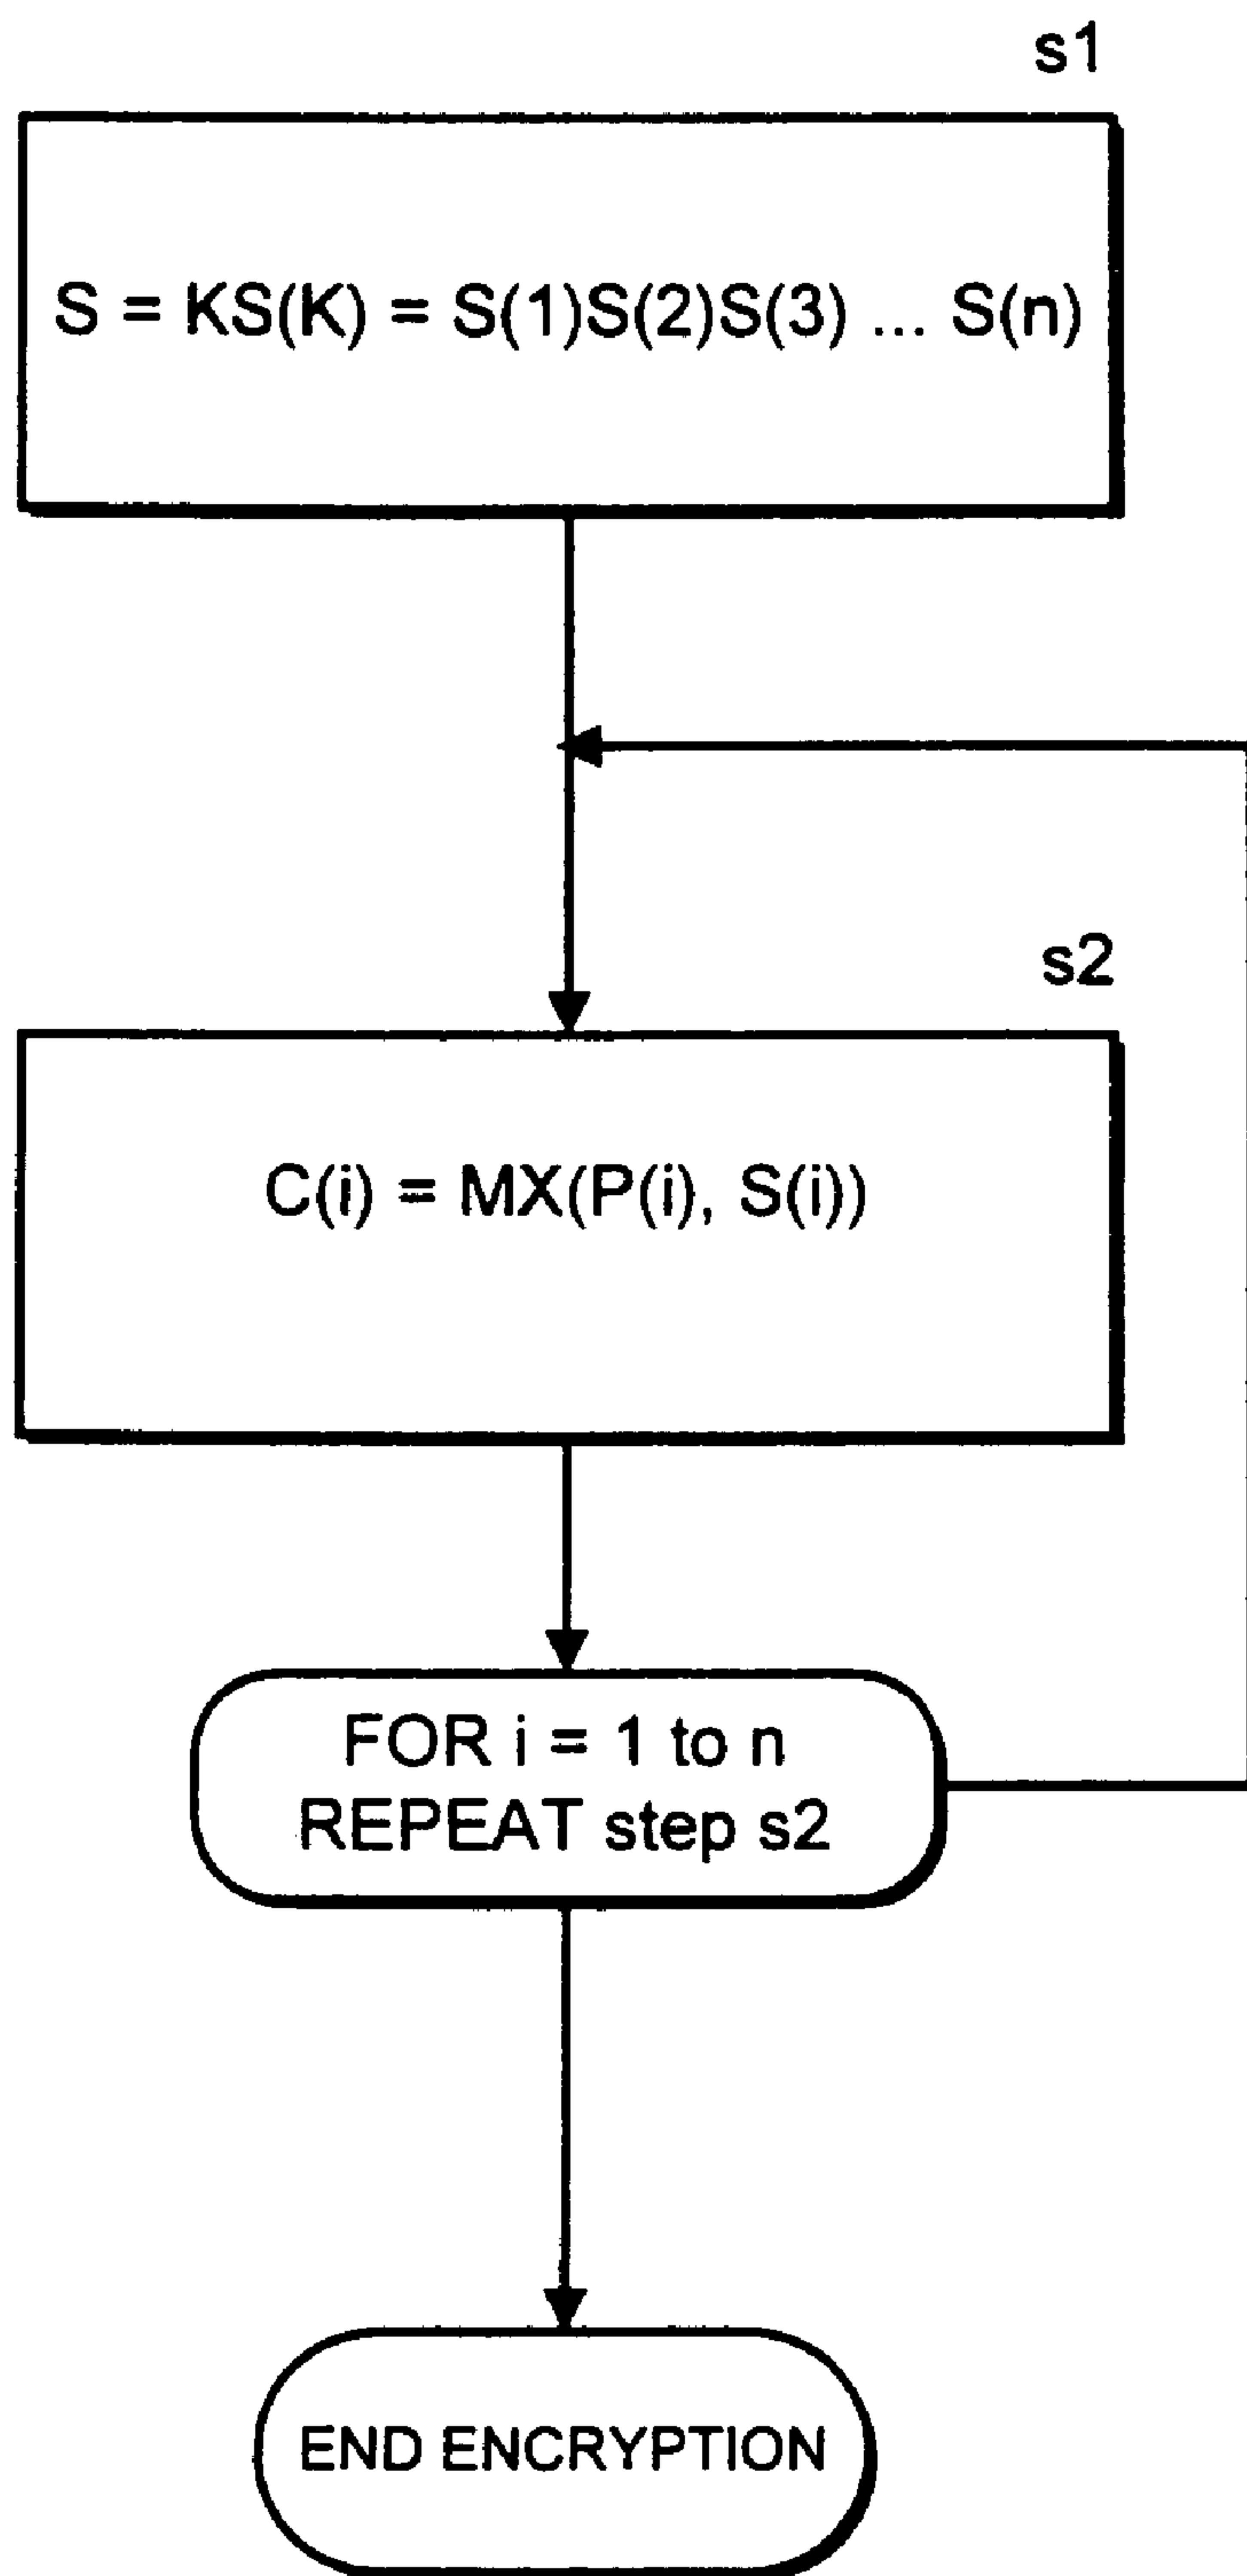 s1
S = KS(K) = S(1)S(2)S(3) ... S(n)
s2
C(i) = MX(P(i), S(i))
FOR i = 1 to n
REPEAT step s2
END ENCRYPTION